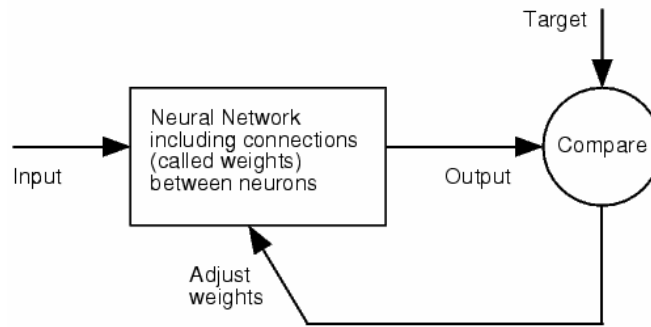 Target
Neural Network
including connections
(called weights)
between neurons
Compare
Input
Output
Adjust
weights